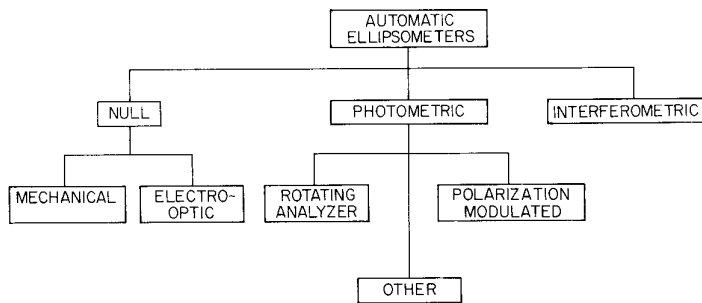 AUTOMATIC
ELLIPSOMETERS
NULL
PHOTOMETRIC
INTERFEROMETRIC
MECHANICAL
ELECTRO-
OPTIC
ROTATING
ANALYZER
POLARIZATION
MODULATED
OTHER